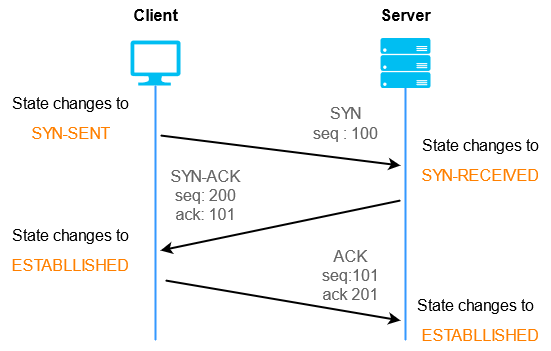 Client
Server
State changes to
SYN-SENT
SYN
seq : 100
State changes to
SYN-RECEIVED
SYN-ACK
seq: 200
ack: 101
State changes to
ESTABLLISHED
ACK
seq:101
ack 201
State changes to
ESTABLLISHED